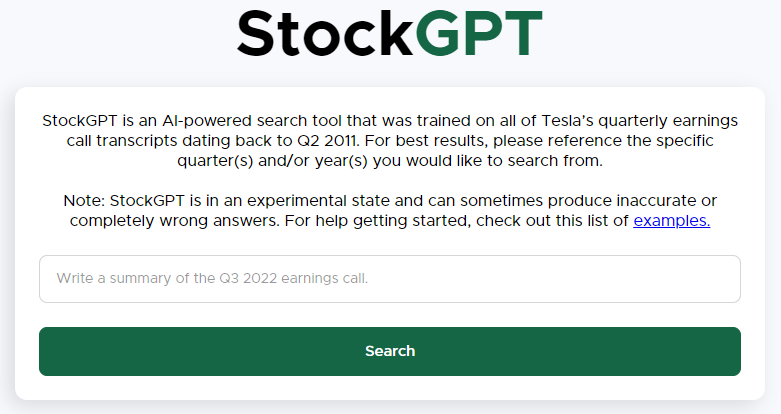 StockGPT
StockGPT is an AI-powered search tool that was trained on all of Tesla's quarterly earnings
call transcripts dating back to Q2 2011. For best results, please reference the specific
quarter(s) and/or year(s) you would like to search from.
Note: StockGPT is in an experimental state and can sometimes produce inaccurate or
completely wrong answers. For help getting started, check out this list of examples.
Write a summary of the Q3 2022 earnings call.
Search